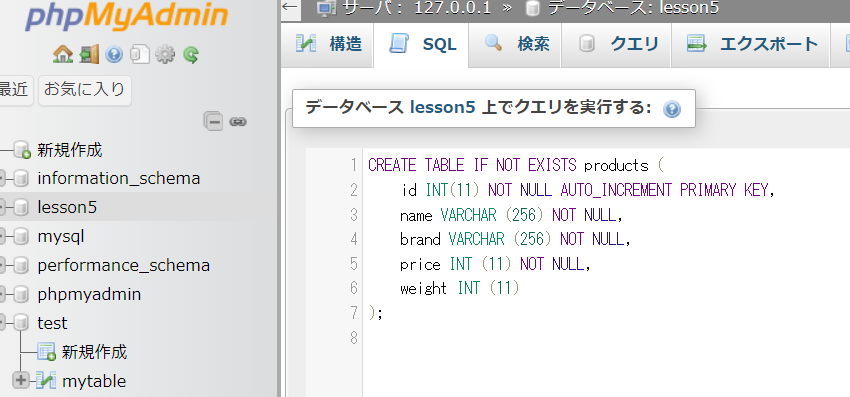 phpMyAdmin
最近 お気に入り
新規作成
information_schema
lesson5
mysql
performance_schema
phpmyadmin
test
新規作成
mytable
サーバ: 127.0.0.1 » データベース: lesson5
構造 SQL 検索 クエリ エクスポート
データベース lesson5 上でクエリを実行する:
1 CREATE TABLE IF NOT EXISTS products (
2 id INT(11) NOT NULL AUTO_INCREMENT PRIMARY KEY,
3 name VARCHAR (256) NOT NULL,
4 brand VARCHAR (256) NOT NULL,
5 price INT (11) NOT NULL,
6 weight INT (11)
7 );
8